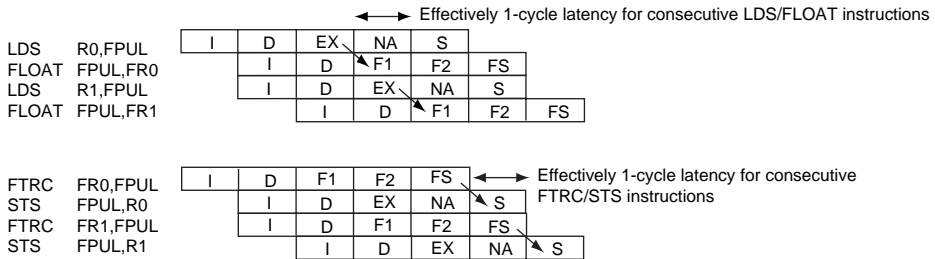 Effectively 1-cycle latency for consecutive LDS/FLOAT instructions
LDS R0,FPUL I D EX NA S
FLOAT FPUL,FR0 I D F1 F2 FS
LDS R1,FPUL I D EX NA S
FLOAT FPUL,FR1 I D F1 F2 FS
FTRC FR0,FPUL I D F1 F2 FS Effectively 1-cycle latency for consecutive
STS FPUL,R0 I D EX NA S FTRC/STS instructions
FTRC FR1,FPUL I D F1 F2 FS
STS FPUL,R1 I D EX NA S